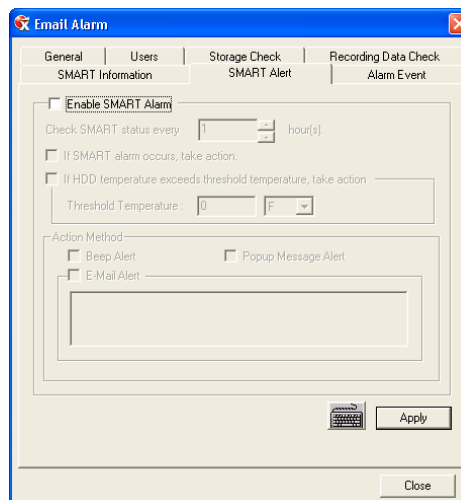 Email Alarm
General Users Storage Check Recording Data Check
SMART Information SMART Alert Alarm Event
Enable SMART Alarm
Check SMART status every 1 hour(s).
If SMART alarm occurs, take action.
If HDD temperature exceeds threshold temperature, take action
Threshold Temperature : 0 F
Action Method
Beep Alert Popup Message Alert
E-Mail Alert
Apply
Close